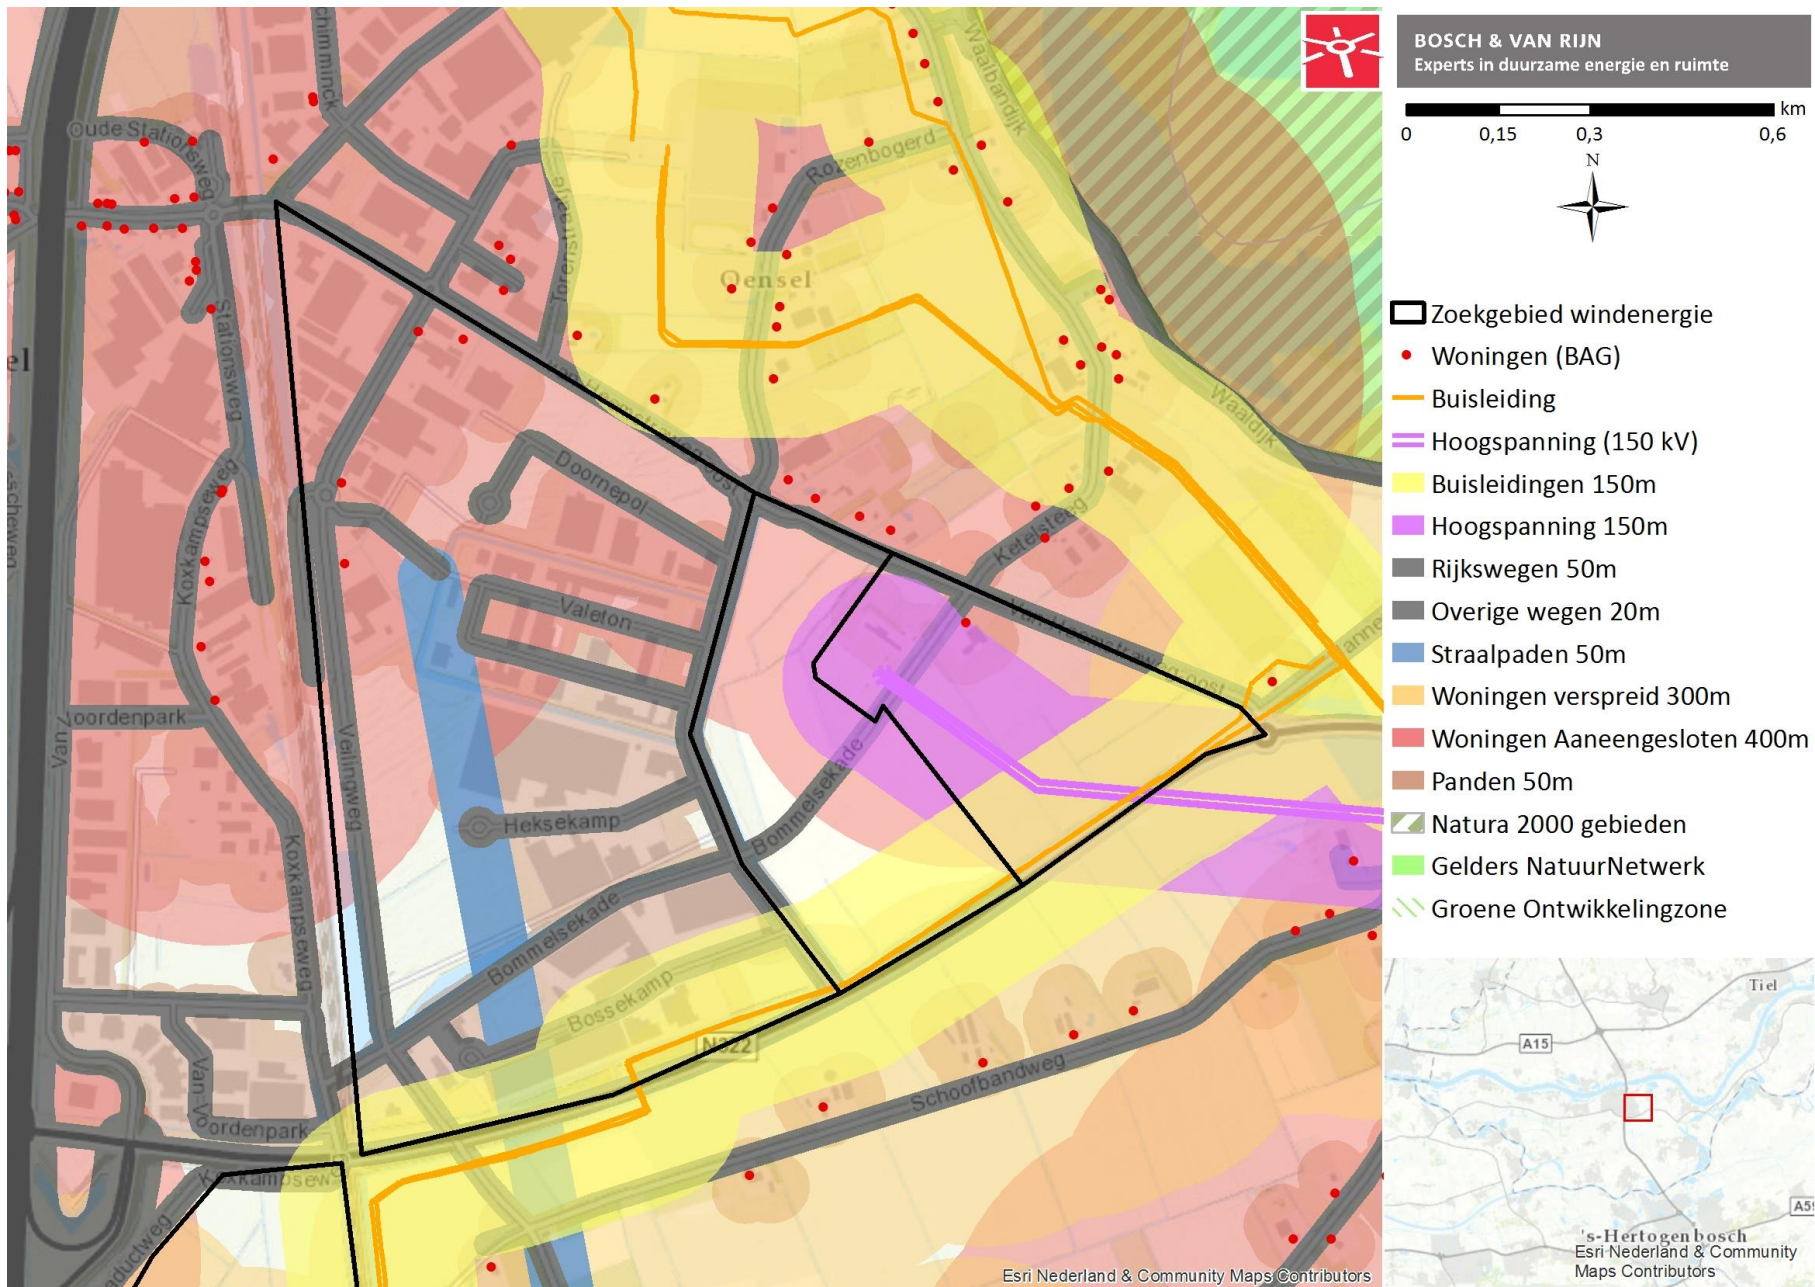 BOSCH & VAN RIJN
Experts in duurzame energie en ruimte
km
0 0,15 0,3 0,6
N
Zoekgebied windenergie
Woningen (BAG)
Buisleiding
Hoogspanning (150 kV)
Buisleidingen 150m
Hoogspanning 150m
Rijkswegen 50m
Overige wegen 20m
Straalpaden 50m
Woningen verspreid 300m
Woningen Aaneengesloten 400m
Panden 50m
Natura 2000 gebieden
Gelders NatuurNetwerk
Groene Ontwikkelingzone
Tiel
A15
A59
's-Hertogenbosch
Esri Nederland & Community
Maps Contributors
Oude Stationsweg
Stationsweg
Waalbandijk
Rozenbogerd
Oensel
Waaldijk
Doornepol
Ketelsteeg
Koxkampseweg
Valeton
Veilingweg
Heksekamp
Bommelsekade
Bommelsekade
Koxkampseweg
Bossekamp
N322
Schoofbandweg
Esri Nederland & Community Maps Contributors